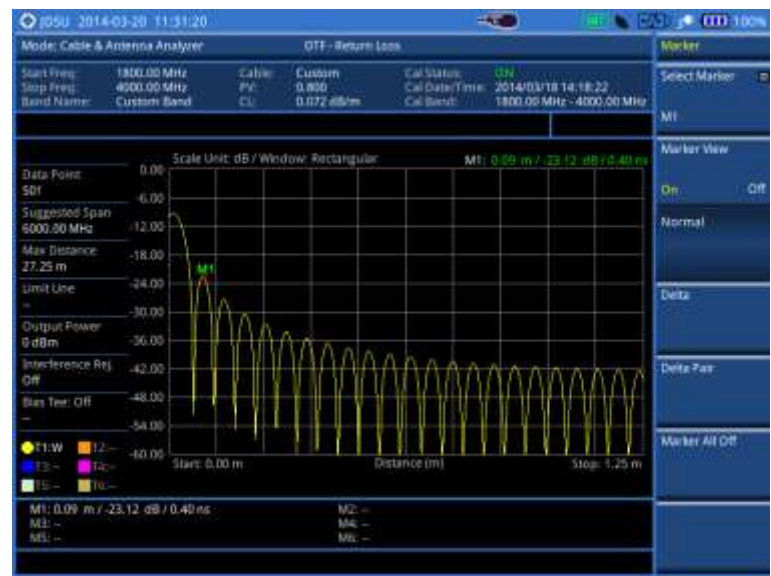 JDSU 2014-03-20 11:31:20
INT 100%
Mode: Cable & Antenna Analyzer DTF - Return Loss Marker
Start Freq: 1800.00 MHz Cable: Custom Cal Status: ON
Stop Freq: 4000.00 MHz PV: 0.800 Cal Date/Time: 2014/03/18 14:18:22
Band Name: Custom Band CL: 0.072 dB/m Cal Band: 1800.00 MHz - 4000.00 MHz
Select Marker
M1
Scale Unit: dB / Window: Rectangular M1: 0.09 m / -23.12 dB / 0.40 ns
Marker View
On Off
Data Point
501
Suggested Span
6000.00 MHz
Max Distance
27.25 m
Limit Line
--
Output Power
0 dBm
Interference Rej.
Off
Bias Tee: Off
--
T1:W T2:--
T3:-- T4:--
T5:-- T6:--
0.00
-6.00
-12.00
-18.00
-24.00
-30.00
-36.00
-42.00
-48.00
-54.00
-60.00
M1
Start: 0.00 m Distance (m) Stop: 1.25 m
Normal
Delta
Delta Pair
Marker All Off
M1: 0.09 m / -23.12 dB / 0.40 ns M2: --
M3: -- M4: --
M5: -- M6: --